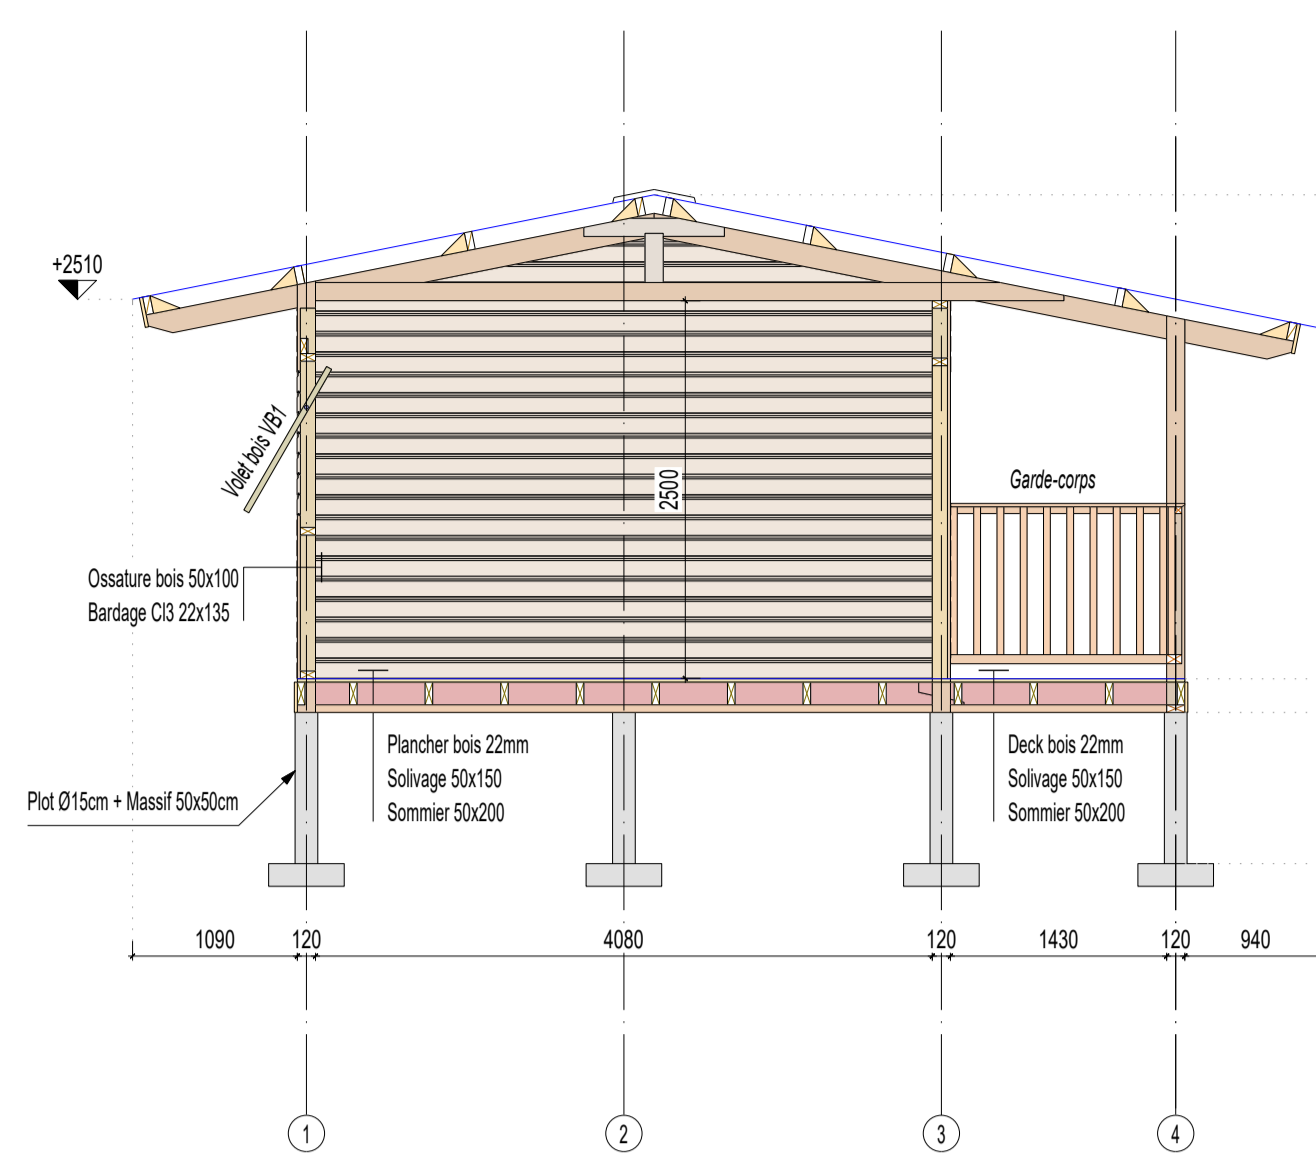 +2510
Volet bois VB1
2500
Garde-corps
Ossature bois 50x100
Bardage Cl3 22x135
Plancher bois 22mm
Solivage 50x150
Sommier 50x200
Deck bois 22mm
Solivage 50x150
Sommier 50x200
Plot Ø15cm + Massif 50x50cm
1090 120 4080 120 1430 120 940
1 2 3 4